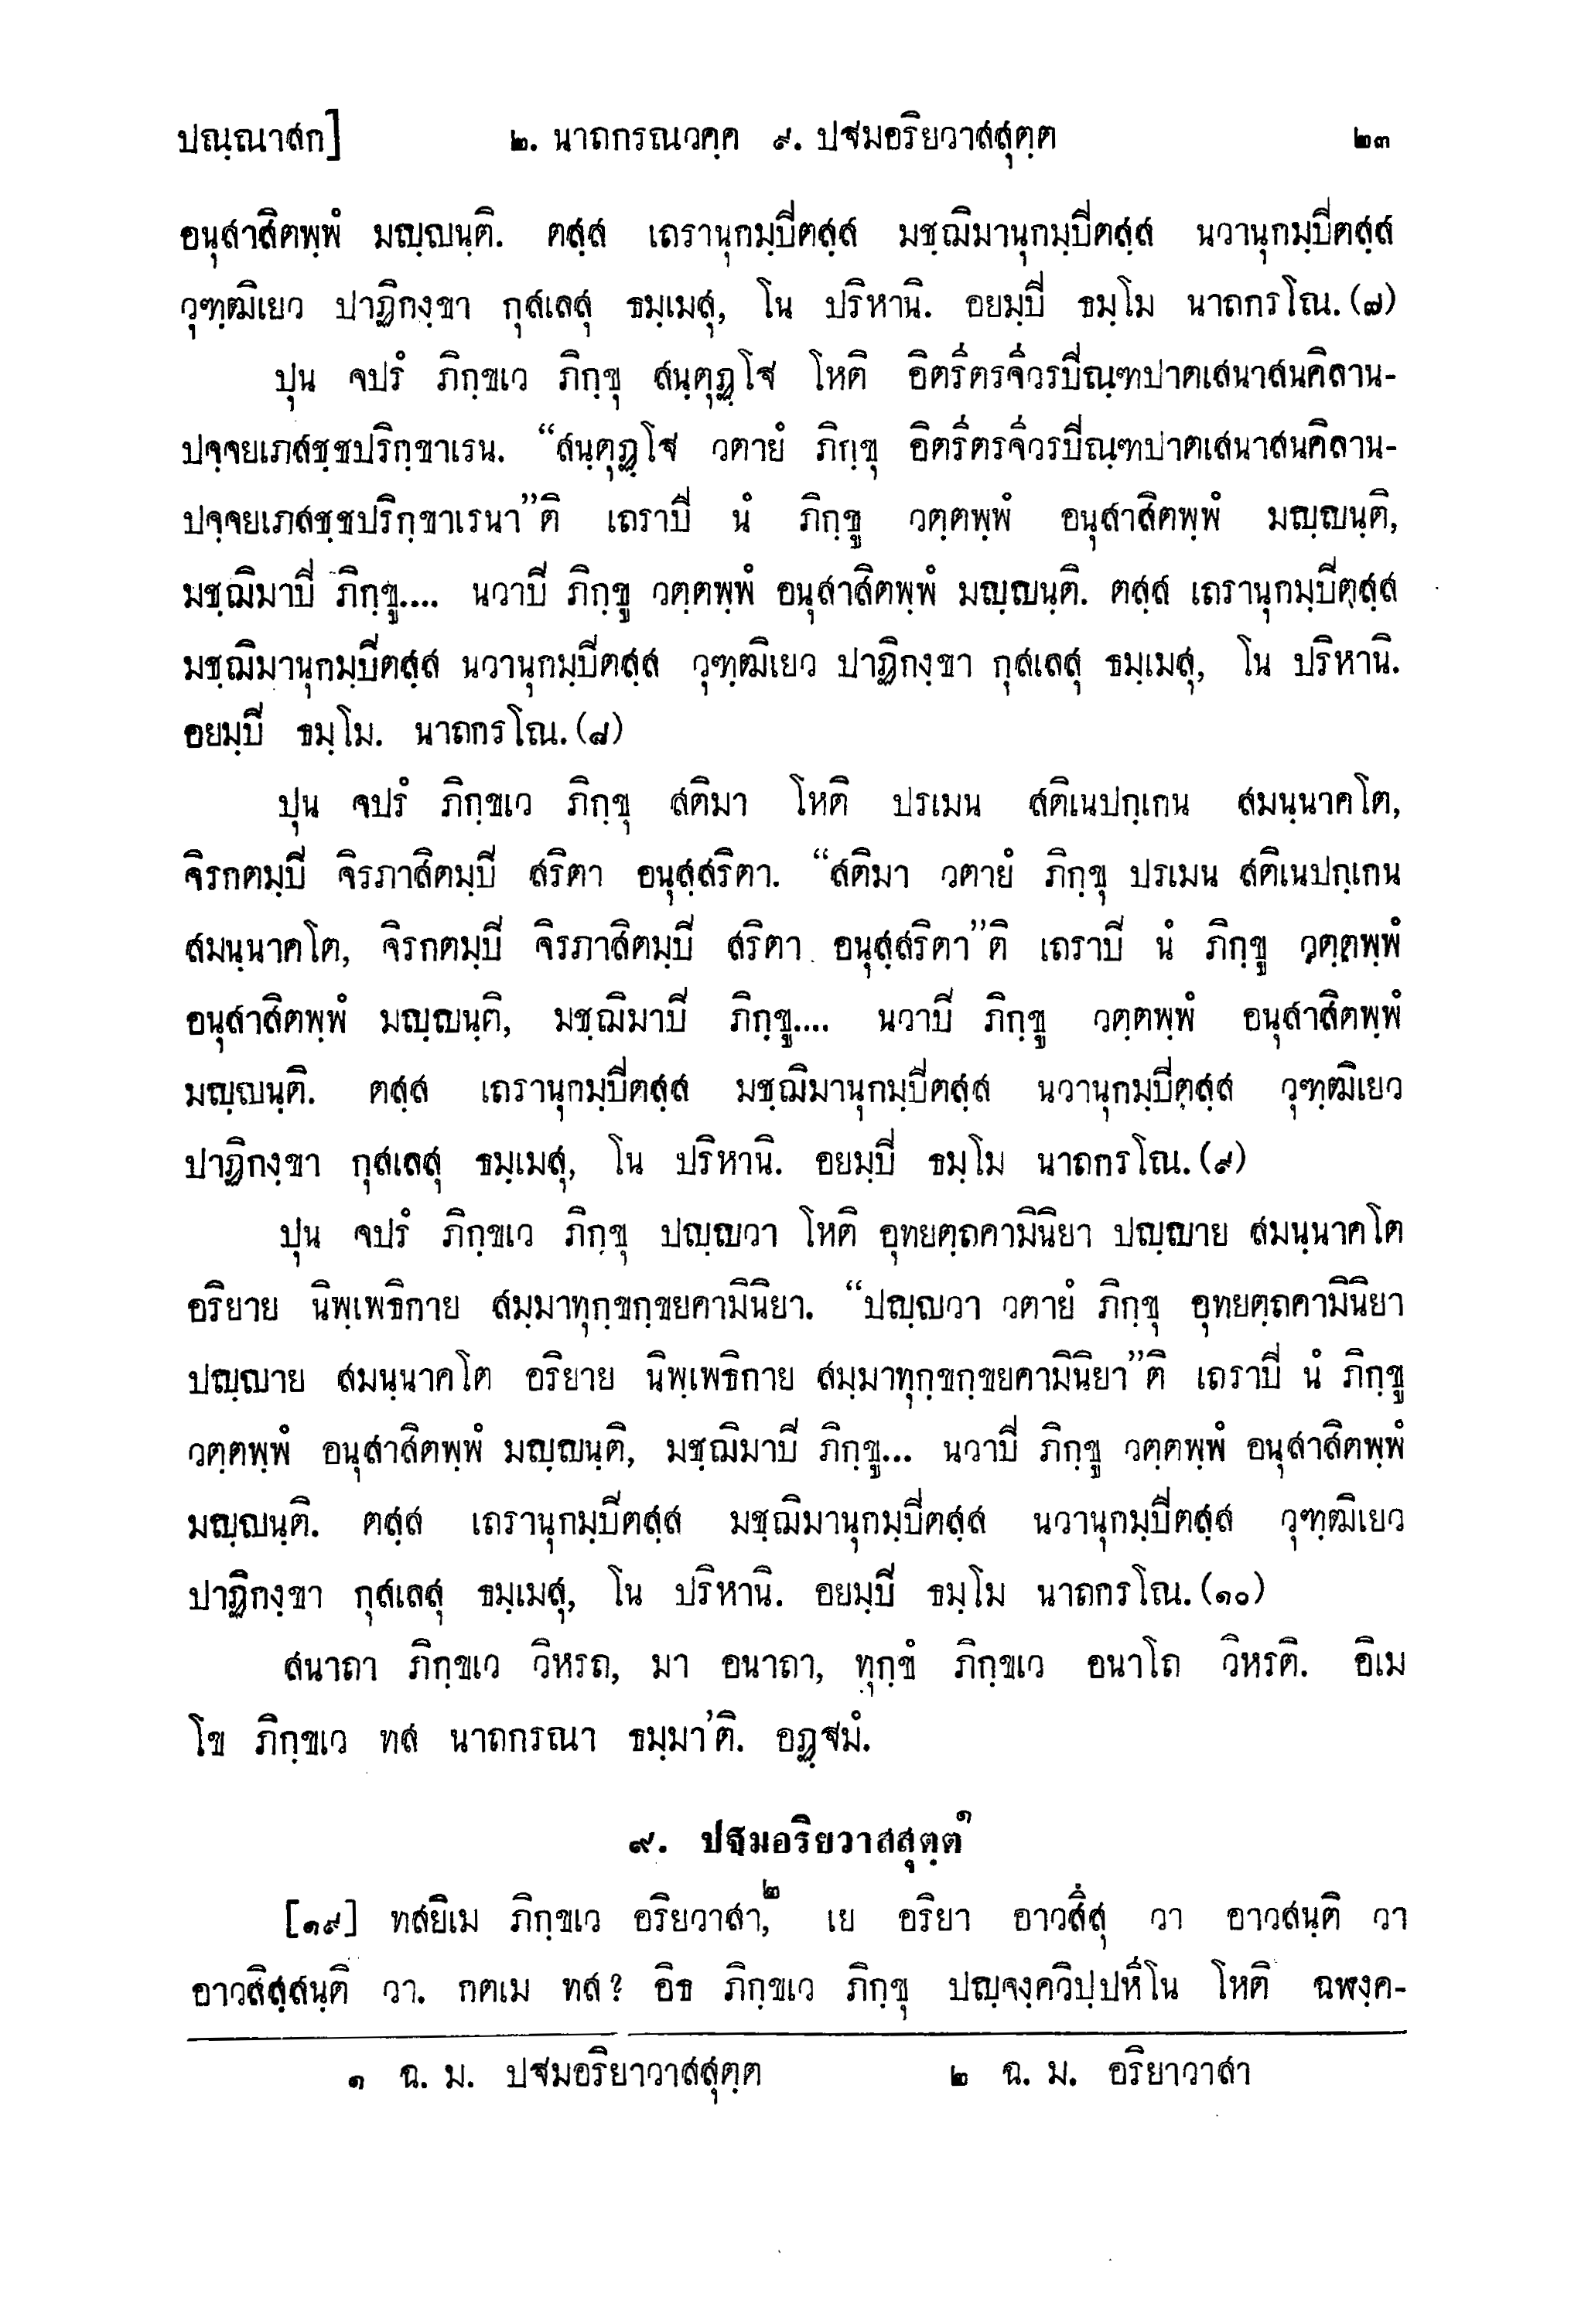 ปณฺณาสก] ๒. นาถกรณวคฺค ๙. ปฐมอริยวาสสุตฺต ๒๓
อนุสาสิตพฺพํ มญฺญนฺติ. ตสฺส เถรานุกมฺปิตสฺส มชฺฌิมานุกมฺปิตสฺส นวานุกมฺปิตสฺส
วุฑฺฒิเยว ปาฏิกงฺขา กุสเลสุ ธมฺเมสุ, โน ปริหานิ. อยมฺปิ ธมฺโม นาถกรโณ.(๗)
ปุน จปรํ ภิกฺขเว ภิกฺขุ สนฺตุฏฺโฐ โหติ อิตรีตรจีวรปิณฺฑปาตเสนาสนคิลาน-
ปจฺจยเภสชฺชปริกฺขาเรน. “สนฺตุฏฺโฐ วตายํ ภิกฺขุ อิตรีตรจีวรปิณฺฑปาตเสนาสนคิลาน-
ปจฺจยเภสชฺชปริกฺขาเรนา”ติ เถราปิ นํ ภิกฺขู วตฺตพฺพํ อนุสาสิตพฺพํ มญฺญนฺติ,
มชฺฌิมาปิ ภิกฺขู.... นวาปิ ภิกฺขู วตฺตพฺพํ อนุสาสิตพฺพํ มญฺญนฺติ. ตสฺส เถรานุกมฺปิตสฺส
มชฺฌิมานุกมฺปิตสฺส นวานุกมฺปิตสฺส วุฑฺฒิเยว ปาฏิกงฺขา กุสเลสุ ธมฺเมสุ, โน ปริหานิ.
อยมฺปิ ธมฺโม. นาถกรโณ.(๘)
ปุน จปรํ ภิกฺขเว ภิกฺขุ สติมา โหติ ปรเมน สติเนปกฺเกน สมนฺนาคโต,
จิรกตมฺปิ จิรภาสิตมฺปิ สริตา อนุสฺสริตา. “สติมา วตายํ ภิกฺขุ ปรเมน สติเนปกฺเกน
สมนฺนาคโต, จิรกตมฺปิ จิรภาสิตมฺปิ สริตา อนุสฺสริตา”ติ เถราปิ นํ ภิกฺขู วตฺตพฺพํ
อนุสาสิตพฺพํ มญฺญนฺติ, มชฺฌิมาปิ ภิกฺขู.... นวาปิ ภิกฺขู วตฺตพฺพํ อนุสาสิตพฺพํ
มญฺญนฺติ. ตสฺส เถรานุกมฺปิตสฺส มชฺฌิมานุกมฺปิตสฺส นวานุกมฺปิตสฺส วุฑฺฒิเยว
ปาฏิกงฺขา กุสเลสุ ธมฺเมสุ, โน ปริหานิ. อยมฺปิ ธมฺโม นาถกรโณ.(๙)
ปุน จปรํ ภิกฺขเว ภิกฺขุ ปญฺญวา โหติ อุทยตฺถคามินิยา ปญฺญาย สมนฺนาคโต
อริยาย นิพฺเพธิกาย สมฺมาทุกฺขกฺขยคามินิยา. “ปญฺญวา วตายํ ภิกฺขุ อุทยตฺถคามินิยา
ปญฺญาย สมนฺนาคโต อริยาย นิพฺเพธิกาย สมฺมาทุกฺขกฺขยคามินิยา”ติ เถราปิ นํ ภิกฺขู
วตฺตพฺพํ อนุสาสิตพฺพํ มญฺญนฺติ, มชฺฌิมาปิ ภิกฺขู... นวาปิ ภิกฺขู วตฺตพฺพํ อนุสาสิตพฺพํ
มญฺญนฺติ. ตสฺส เถรานุกมฺปิตสฺส มชฺฌิมานุกมฺปิตสฺส นวานุกมฺปิตสฺส วุฑฺฒิเยว
ปาฏิกงฺขา กุสเลสุ ธมฺเมสุ, โน ปริหานิ. อยมฺปิ ธมฺโม นาถกรโณ.(๑๐)
สนาถา ภิกฺขเว วิหรถ, มา อนาถา, ทุกฺขํ ภิกฺขเว อนาโถ วิหรติ. อิเม
โข ภิกฺขเว ทส นาถกรณา ธมฺมา’ติ. อฏฺฐมํ.
๙. ปฐมอริยวาสสุตฺต๑
[๑๙] ทสยิเม ภิกฺขเว อริยวาสา,๒ เย อริยา อาวสึสุ วา อาวสนฺติ วา
อาวสิสฺสนฺติ วา. กตเม ทส? อิธ ภิกฺขเว ภิกฺขุ ปญฺจงฺควิปฺปหีโน โหติ ฉฬงฺค-
๑ ฉ. ม. ปฐมอริยาวาสสุตฺต ๒ ฉ. ม. อริยาวาสา